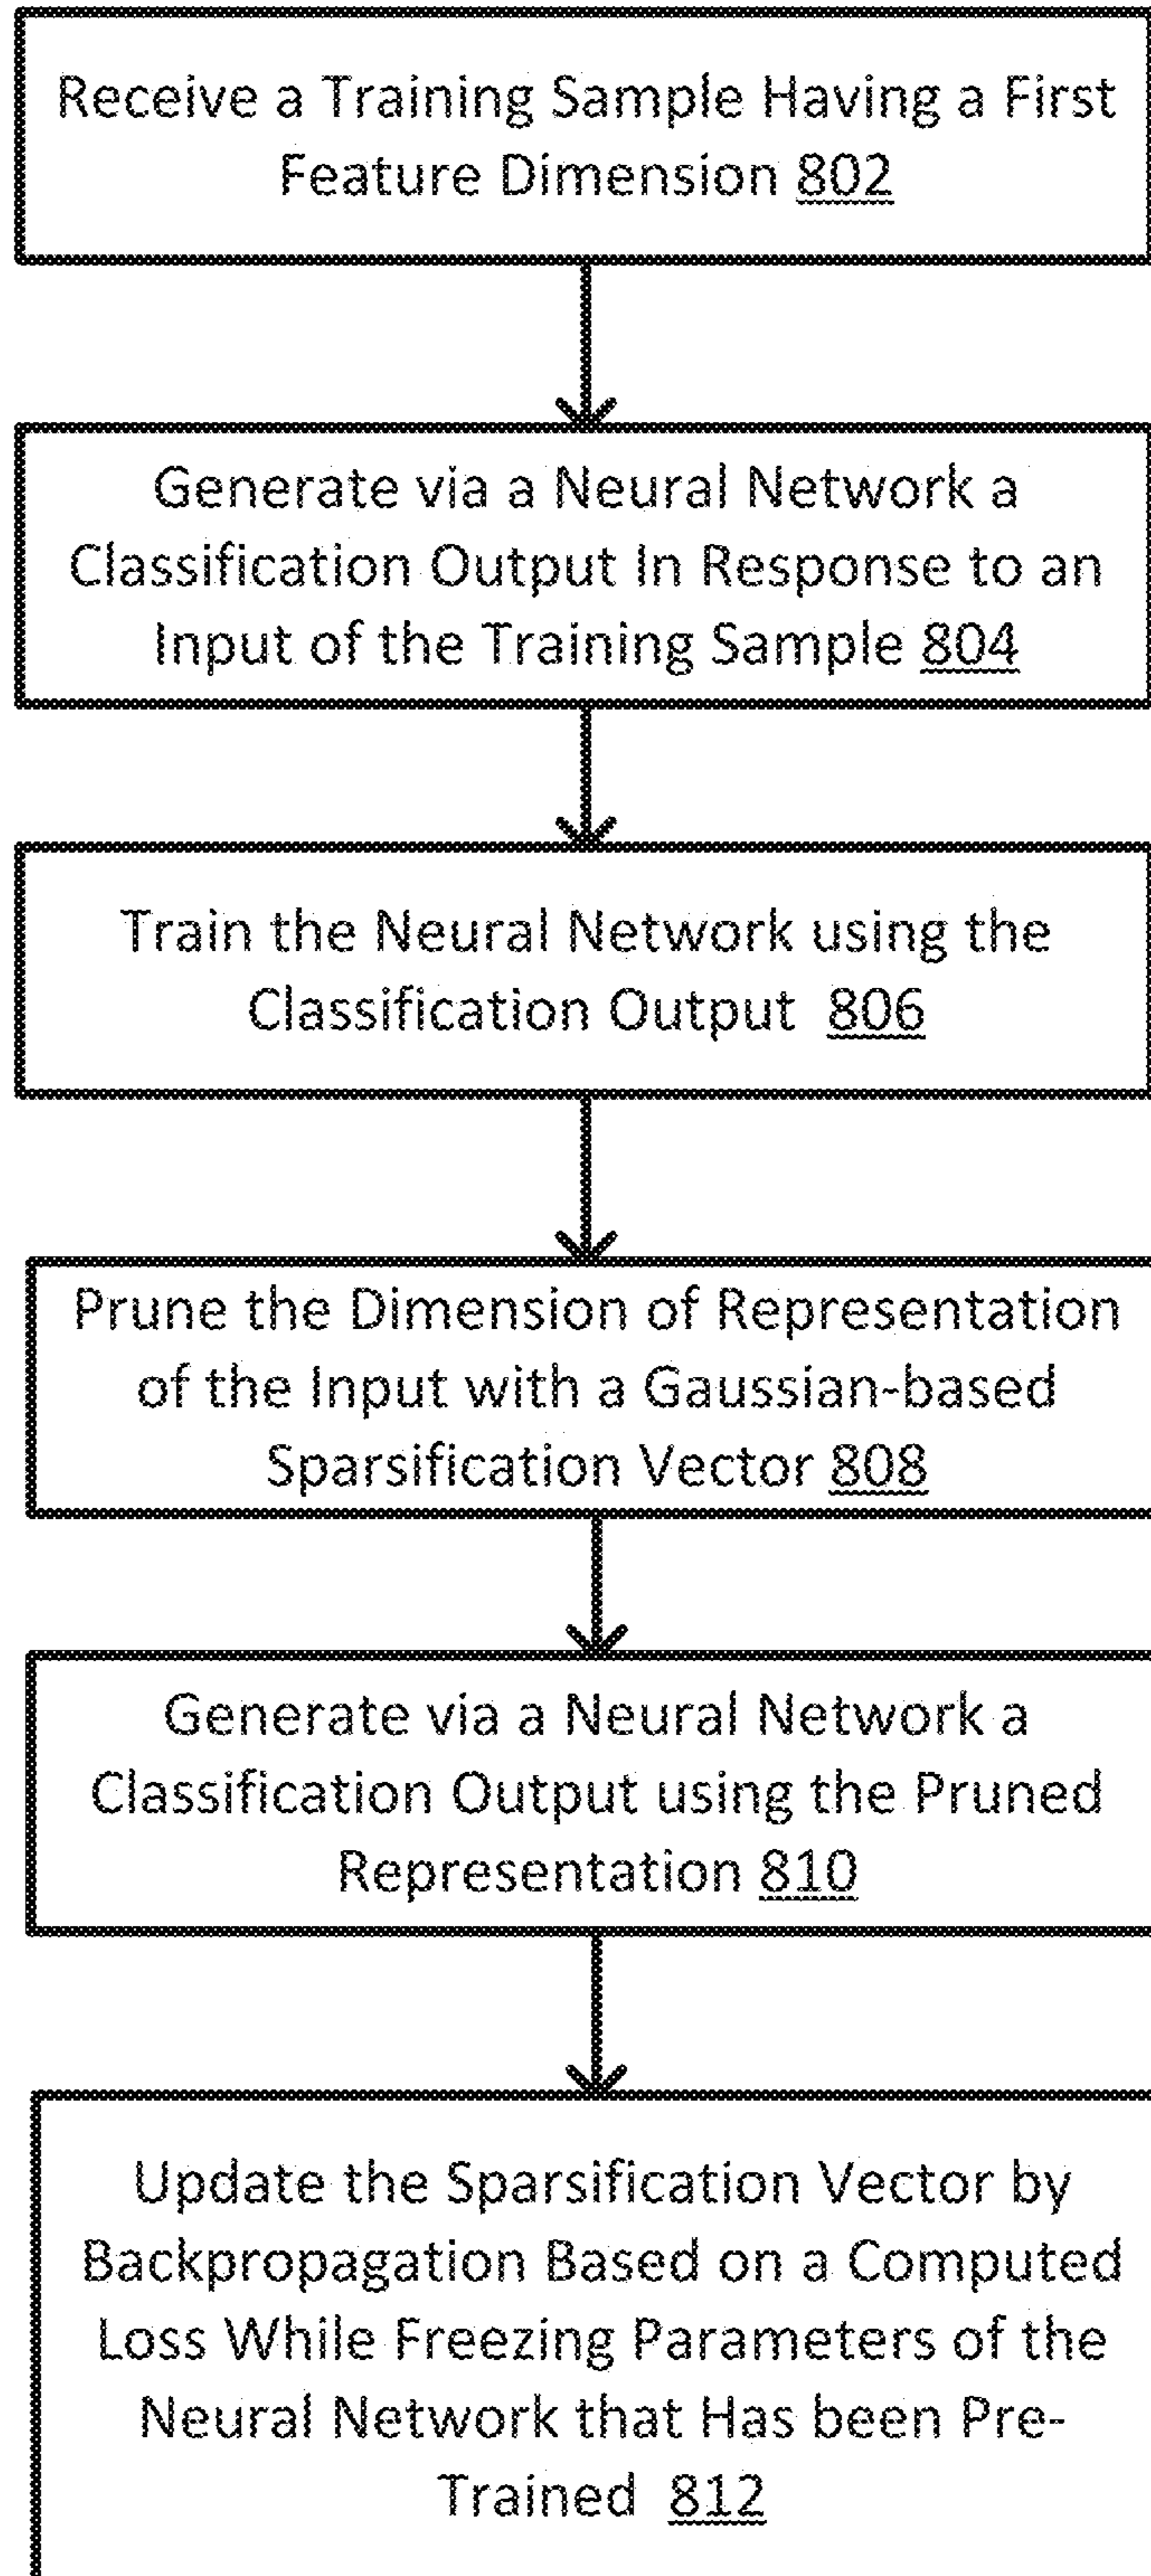 Receive a Training Sample Having a First
Feature Dimension 802
Generate via a Neural Network a
Classification Output In Response to an
Input of the Training Sample 804
Train the Neural Network using the
Classification Output 806
Prune the Dimension of Representation
of the Input with a Gaussian-based
Sparsification Vector 808
Generate via a Neural Network a
Classification Output using the Pruned
Representation 810
Update the Sparsification Vector by
Backpropagation Based on a Computed
Loss While Freezing Parameters of the
Neural Network that Has been Pre-
Trained 812